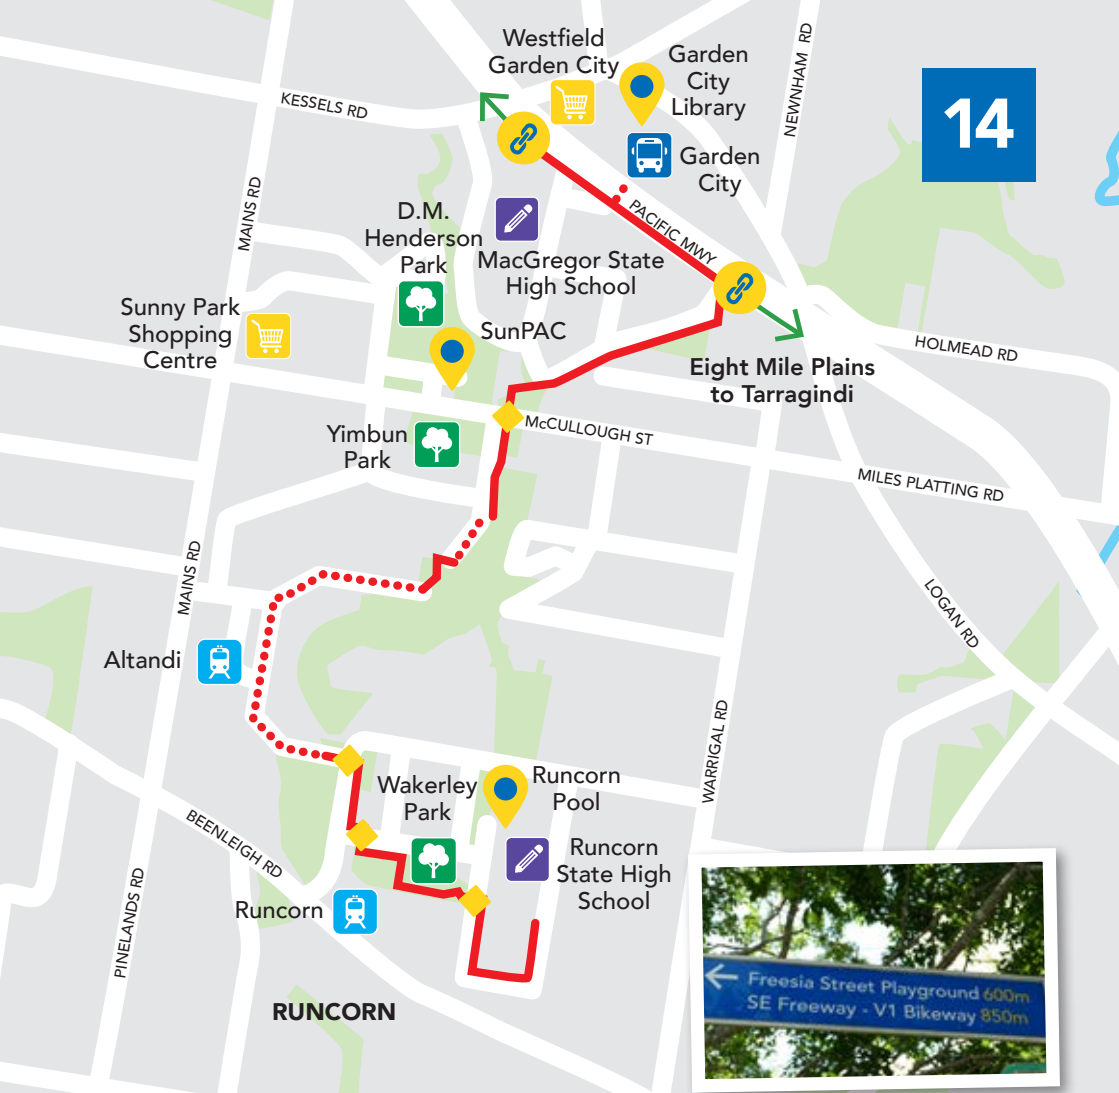 Westfield
Garden City
Garden
City
Library
NEWNHAM RD
14
KESSELS RD
Garden
City
MAINS RD
D.M.
Henderson
Park
PACIFIC MWY
MacGregor State
High School
Sunny Park
Shopping
Centre
SunPAC
HOLMEAD RD
Eight Mile Plains
to Tarragindi
Yimbun
Park
McCULLOUGH ST
MILES PLATTING RD
MAINS RD
LOGAN RD
Altandi
WARRIGAL RD
Wakerley
Park
Runcorn
Pool
BEENLEIGH RD
Runcorn
State High
School
PINELANDS RD
Runcorn
RUNCORN
Freesia Street Playground 600m
SE Freeway - V1 Bikeway 850m